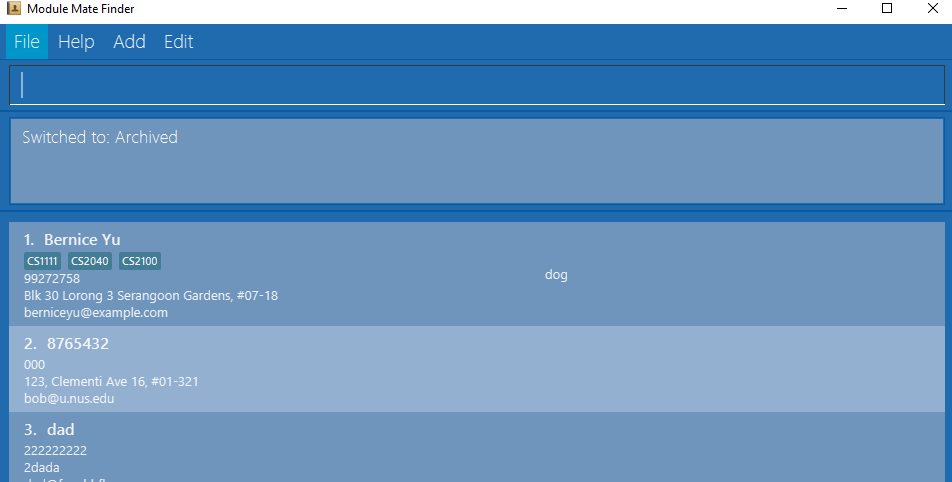 Module Mate Finder
File Help Add Edit
Switched to: Archived
1. Bernice Yu
CS1111 CS2040 CS2100
99272758
dog
Blk 30 Lorong 3 Serangoon Gardens, #07-18
berniceyu@example.com
2. 8765432
000
123, Clementi Ave 16, #01-321
bob@u.nus.edu
3. dad
222222222
2dada